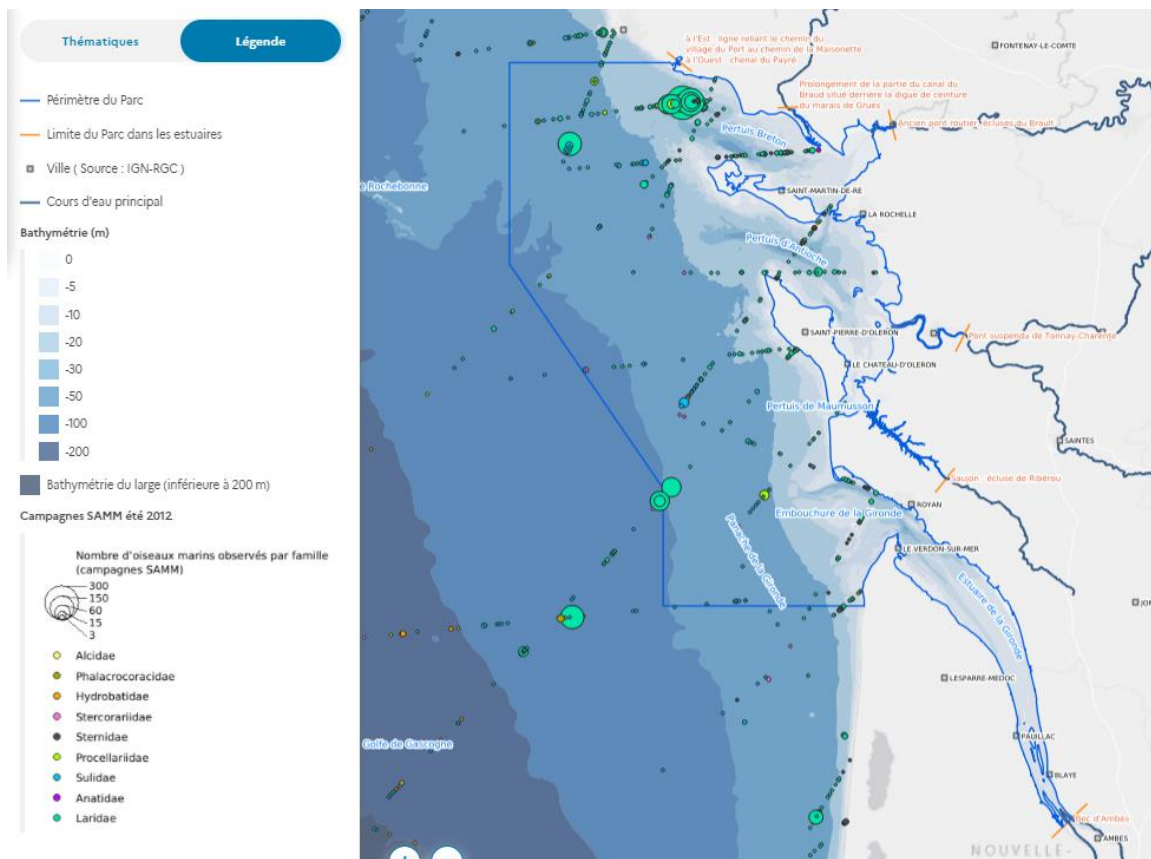 Thématiques
Légende
Périmètre du Parc
Limite du Parc dans les estuaires
Ville ( Source : IGN-RGC )
Cours d'eau principal
Bathymétrie (m)
0
-5
-10
-20
-30
-50
-100
-200
Bathymétrie du large (inférieure à 200 m)
Campagnes SAMM été 2012
Nombre d'oiseaux marins observés par famille
(campagnes SAMM)
300
150
60
15
3
Alcidae
Phalacrocoracidae
Hydrobatidae
Stercorariidae
Sternidae
Procellariidae
Sulidae
Anatidae
Laridae
à l'Est : ligne reliant le chemin du
village du Port au chemin de la Maisonette
à l'Ouest : chenal du Payré
FONTENAY-LE-COMTE
Prolongement de la partie du canal du
Braud situé derrière la digue de ceinture
du marais de Grues
Ancien pont routier, écluses du Brault
Pertuis Breton
e Rochebonne
SAINT-MARTIN-DE-RE
LA ROCHELLE
Pertuis d'Antioche
SAINT-PIERRE-D'OLERON
Pont suspendu de Tonnay-Charente
LE CHATEAU-D'OLERON
Pertuis de Maumusson
SAINTES
Saujon : écluse de Ribérou
ROYAN
Embouchure de la Gironde
Panache de la Gironde
LE VERDON-SUR-MER
Estuaire de la Gironde
JON
LESPARRE-MEDOC
PAUILLAC
Golfe de Gascogne
BLAYE
Bec d'Ambès
AMBES
NOUVELLE-